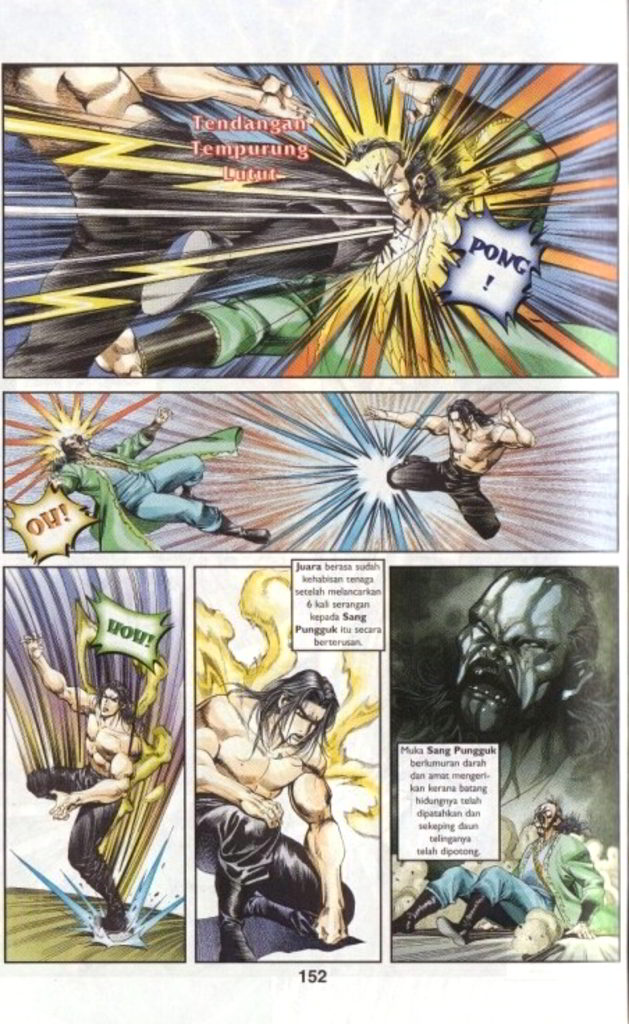 Tendangan
Tempurung
Lutut
PONG
!
OH!
HOH!
Juara berasa sudah
kehabisan tenaga
setelah melancarkan
6 kali serangan
kepada Sang
Pungguk itu secara
berterusan.
Muka Sang Pungguk
berlumuran darah
dan amat mengeri-
kan kerana batang
hidungnya telah
dipatahkan dan
sekeping daun
telinganya
telah dipotong.
152